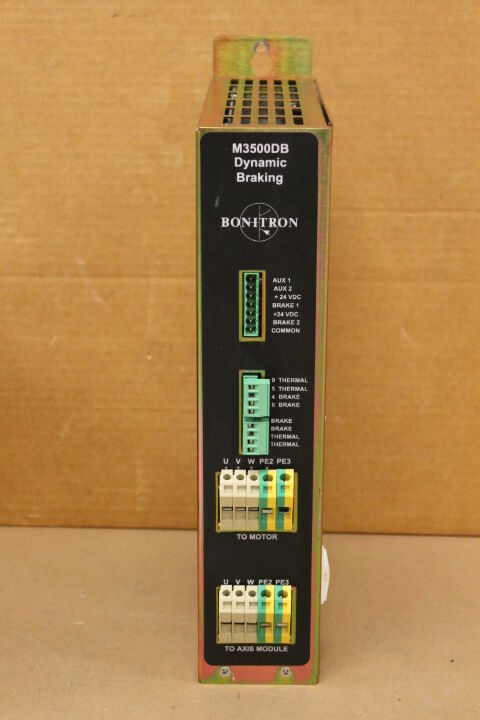 M3500DB
Dynamic
Braking
BONITRON
AUX 1
AUX 2
+ 24 VDC
BRAKE 1
+24 VDC
BRAKE 2
COMMON
9 THERMAL
5 THERMAL
4 BRAKE
6 BRAKE
BRAKE
BRAKE
THERMAL
THERMAL
U V W PE2 PE3
TO MOTOR
U V W PE2 PE3
TO AXIS MODULE